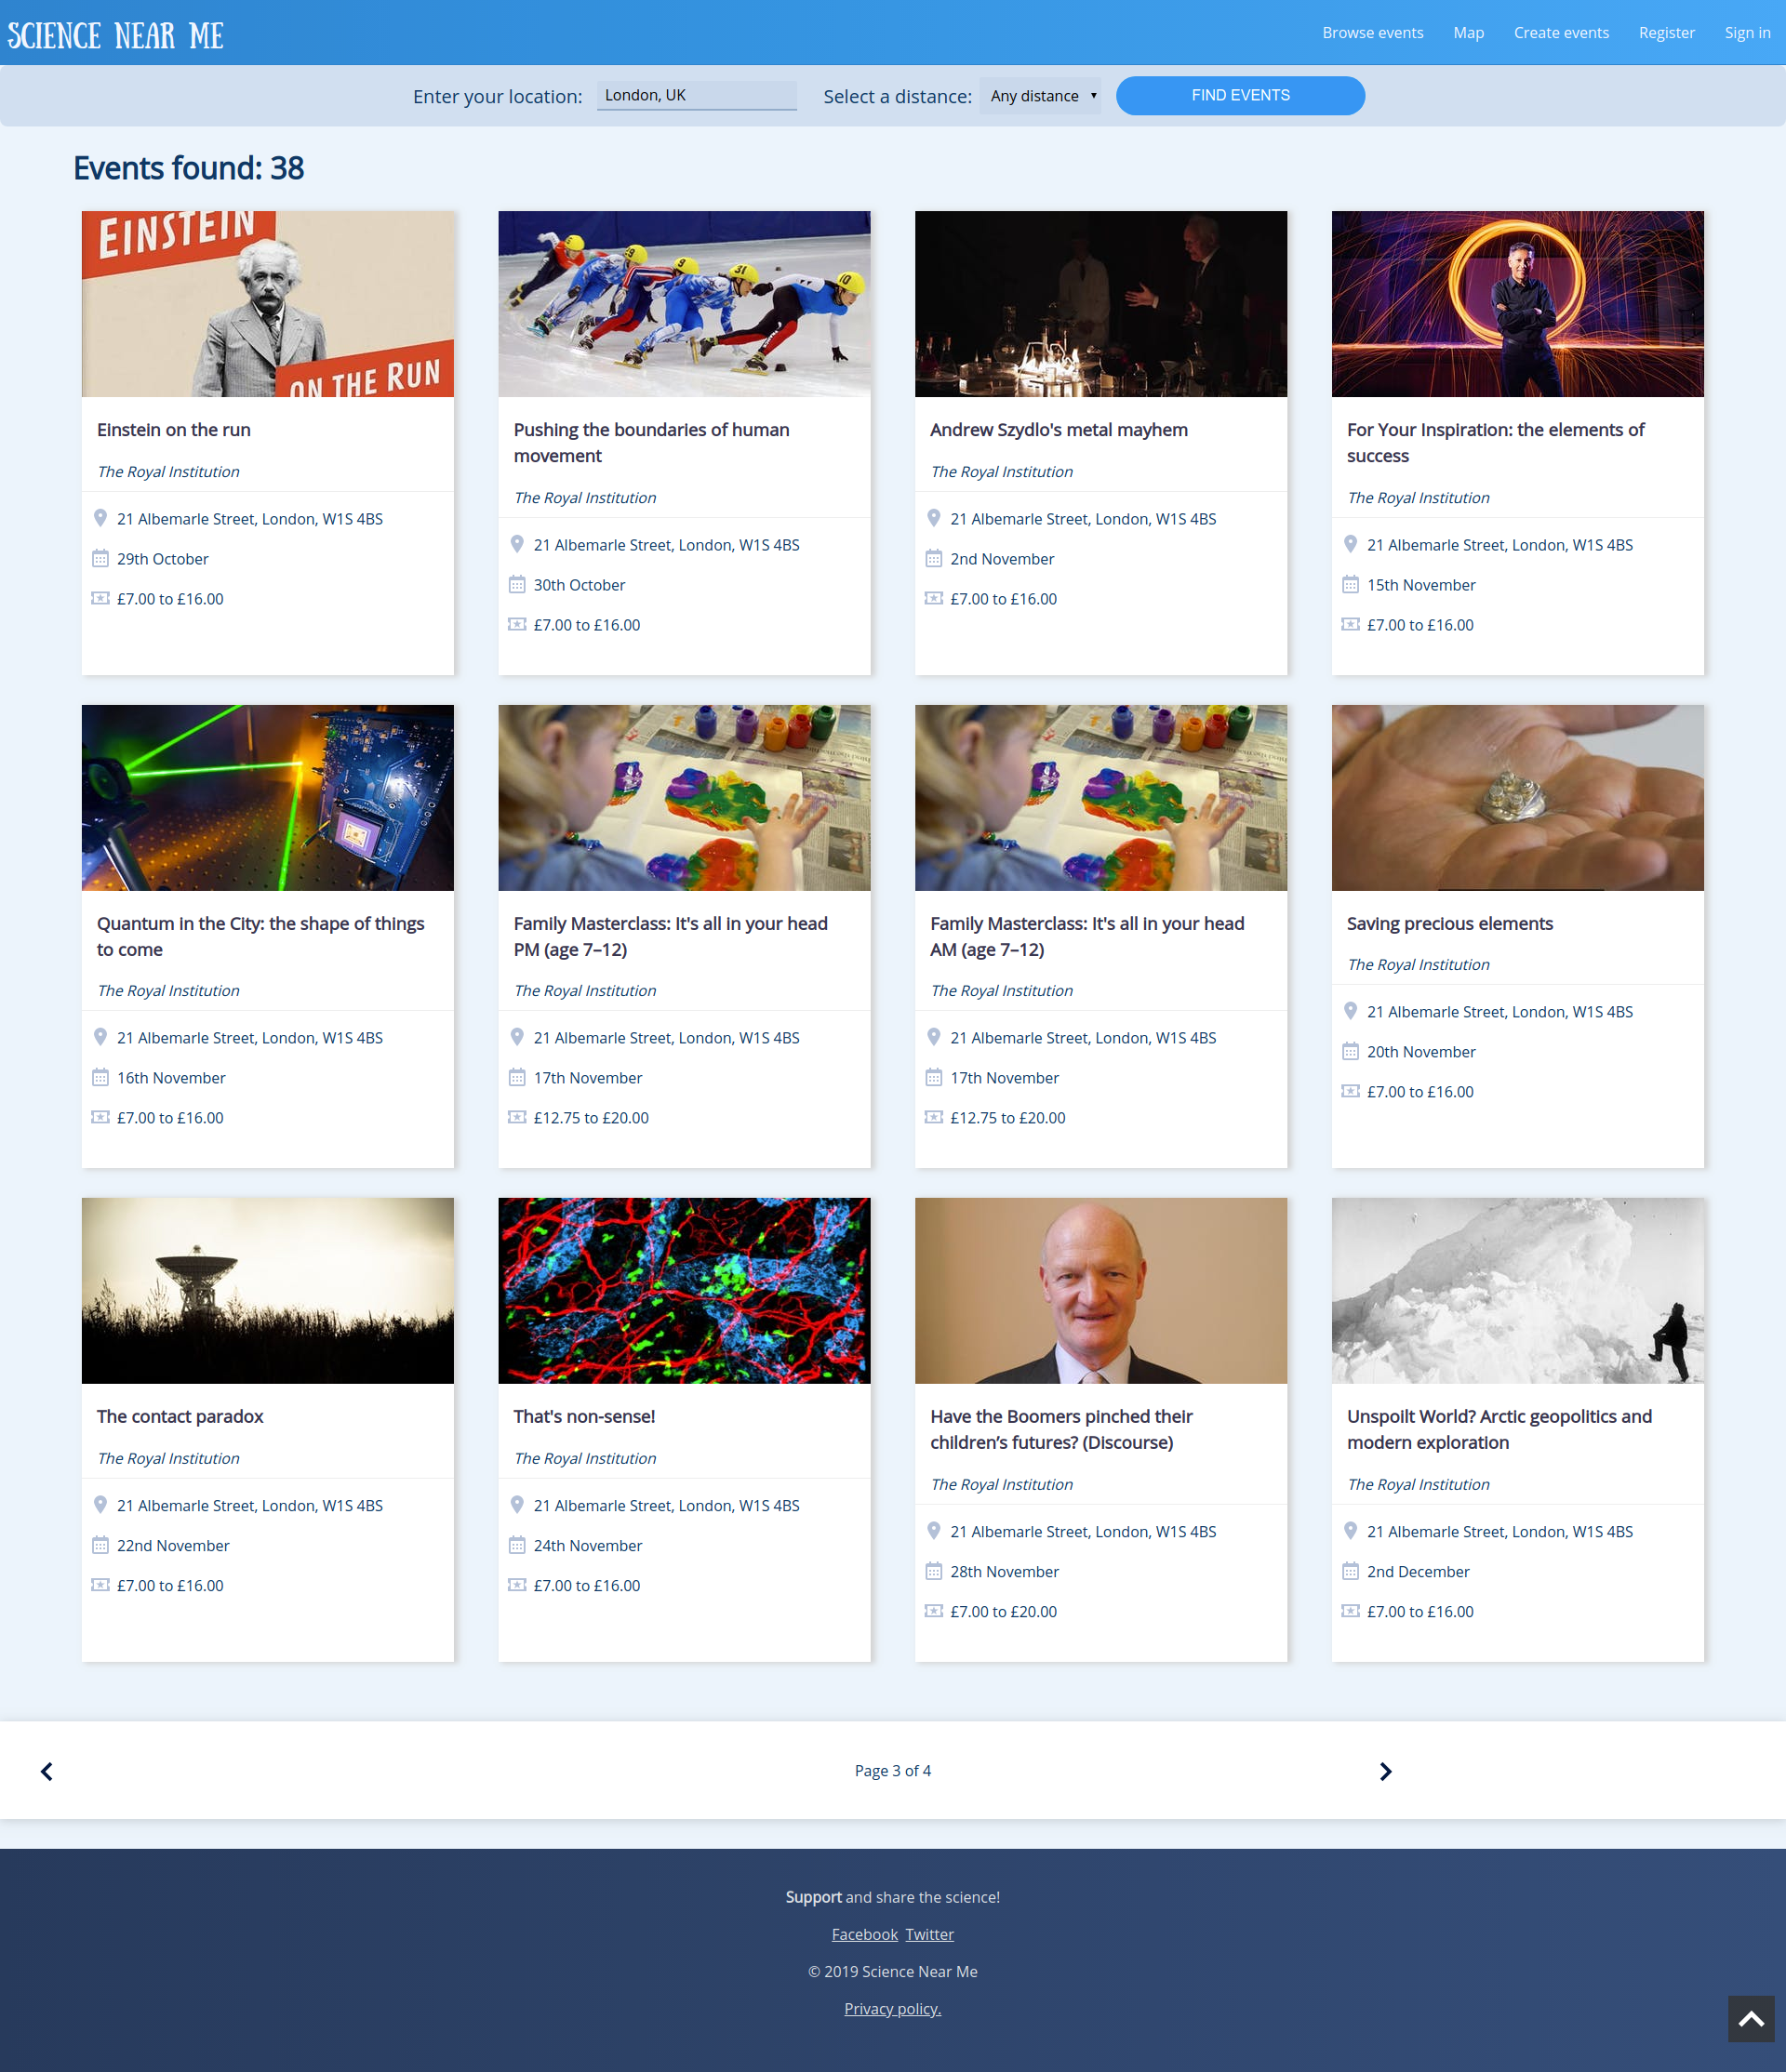 SCIENCE NEAR ME
Browse events
Map
Create events
Register
Sign in
Enter your location:
London, UK
Select a distance:
Any distance
FIND EVENTS
Events found: 38
EINSTEIN
ON THE RUN
6
23
9
31
10
Einstein on the run
The Royal Institution
21 Albemarle Street, London, W1S 4BS
29th October
£7.00 to £16.00
Pushing the boundaries of human
movement
The Royal Institution
21 Albemarle Street, London, W1S 4BS
30th October
£7.00 to £16.00
Andrew Szydlo's metal mayhem
The Royal Institution
21 Albemarle Street, London, W1S 4BS
2nd November
£7.00 to £16.00
For Your Inspiration: the elements of
success
The Royal Institution
21 Albemarle Street, London, W1S 4BS
15th November
£7.00 to £16.00
Quantum in the City: the shape of things
to come
The Royal Institution
21 Albemarle Street, London, W1S 4BS
16th November
£7.00 to £16.00
Family Masterclass: It's all in your head
PM (age 7–12)
The Royal Institution
21 Albemarle Street, London, W1S 4BS
17th November
£12.75 to £20.00
Family Masterclass: It's all in your head
AM (age 7–12)
The Royal Institution
21 Albemarle Street, London, W1S 4BS
17th November
£12.75 to £20.00
Saving precious elements
The Royal Institution
21 Albemarle Street, London, W1S 4BS
20th November
£7.00 to £16.00
The contact paradox
The Royal Institution
21 Albemarle Street, London, W1S 4BS
22nd November
£7.00 to £16.00
That's non-sense!
The Royal Institution
21 Albemarle Street, London, W1S 4BS
24th November
£7.00 to £16.00
Have the Boomers pinched their
children’s futures? (Discourse)
The Royal Institution
21 Albemarle Street, London, W1S 4BS
28th November
£7.00 to £20.00
Unspoilt World? Arctic geopolitics and
modern exploration
The Royal Institution
21 Albemarle Street, London, W1S 4BS
2nd December
£7.00 to £16.00
Page 3 of 4
Support and share the science!
Facebook Twitter
© 2019 Science Near Me
Privacy policy.